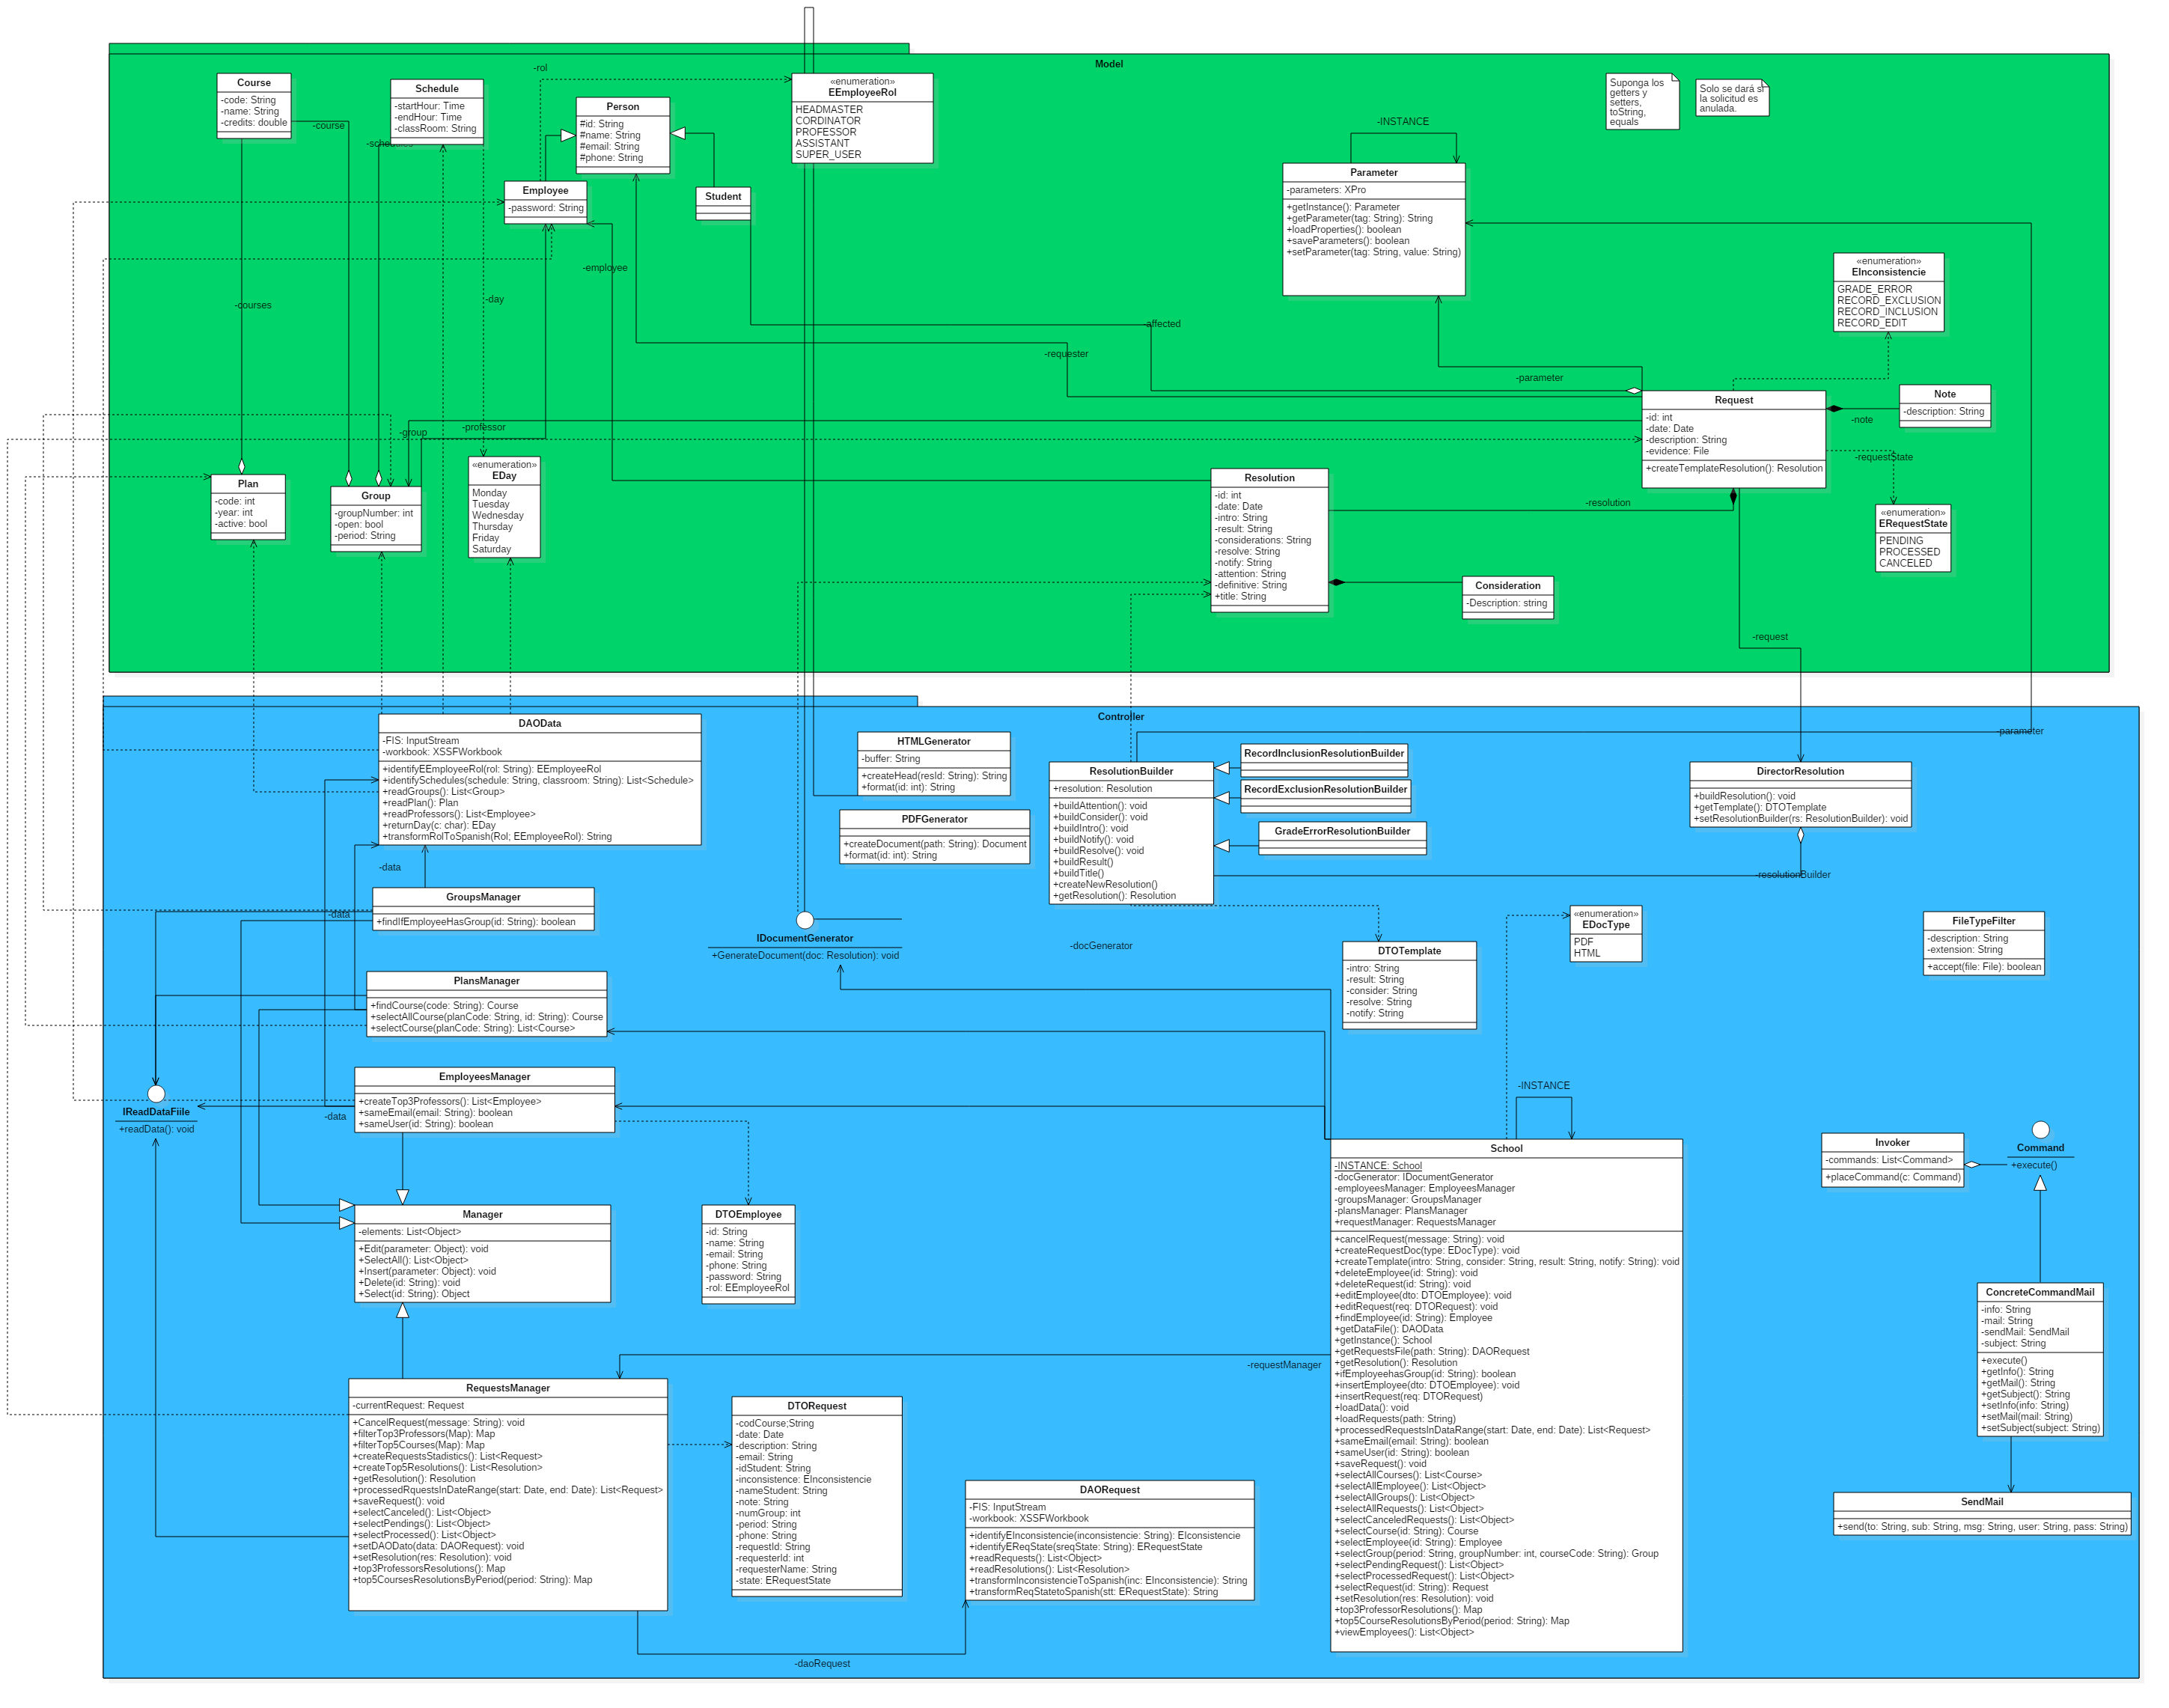 Model
Course
-code: String
-name: String
-credits: double
-course
Schedule
-startHour: Time
-endHour: Time
-classRoom: String
-schedules
-rol
Person
#id: String
#name: String
#email: String
#phone: String
«enumeration»
EEmployeeRol
HEADMASTER
CORDINATOR
PROFESSOR
ASSISTANT
SUPER_USER
Employee
-password: String
Student
-INSTANCE
Parameter
-parameters: XPro
+getInstance(): Parameter
+getParameter(tag: String): String
+loadProperties(): boolean
+saveParameters(): boolean
+setParameter(tag: String, value: String)
Suponga los
getters y
setters,
toString,
equals
Solo se dará si
la solicitud es
anulada.
«enumeration»
EInconsistencie
GRADE_ERROR
RECORD_EXCLUSION
RECORD_INCLUSION
RECORD_EDIT
-employee
-courses
-day
-affected
-requester
-parameter
Request
-id: int
-date: Date
-description: String
-evidence: File
+createTemplateResolution(): Resolution
Note
-description: String
-note
-requestState
-group
-professor
«enumeration»
EDay
Monday
Tuesday
Wednesday
Thursday
Friday
Saturday
Plan
-code: int
-year: int
-active: bool
Group
-groupNumber: int
-open: bool
-period: String
Resolution
-id: int
-date: Date
-intro: String
-result: String
-considerations: String
-resolve: String
-notify: String
-attention: String
-definitive: String
+title: String
-resolution
Consideration
-Description: string
«enumeration»
ERequestState
PENDING
PROCESSED
CANCELED
-request
Controller
DAOData
-FIS: InputStream
-workbook: XSSFWorkbook
+identifyEEmployeeRol(rol: String): EEmployeeRol
+identifySchedules(schedule: String, classroom: String): List<Schedule>
+readGroups(): List<Group>
+readPlan(): Plan
+readProfessors(): List<Employee>
+returnDay(c: char): EDay
+transformRolToSpanish(Rol; EEmployeeRol): String
HTMLGenerator
-buffer: String
+createHead(resId: String): String
+format(id: int): String
PDFGenerator
+createDocument(path: String): Document
+format(id: int): String
ResolutionBuilder
+resolution: Resolution
+buildAttention(): void
+buildConsider(): void
+buildIntro(): void
+buildNotify(): void
+buildResolve(): void
+buildResult()
+buildTitle()
+createNewResolution()
+getResolution(): Resolution
RecordInclusionResolutionBuilder
RecordExclusionResolutionBuilder
GradeErrorResolutionBuilder
-parameter
DirectorResolution
+buildResolution(): void
+getTemplate(): DTOTemplate
+setResolutionBuilder(rs: ResolutionBuilder): void
-resolutionBuilder
-data
GroupsManager
+findIfEmployeeHasGroup(id: String): boolean
-data
IDocumentGenerator
+GenerateDocument(doc: Resolution): void
-docGenerator
DTOTemplate
-intro: String
-result: String
-consider: String
-resolve: String
-notify: String
«enumeration»
EDocType
PDF
HTML
FileTypeFilter
-description: String
-extension: String
+accept(file: File): boolean
PlansManager
+findCourse(code: String): Course
+selectAllCourse(planCode: String, id: String): Course
+selectCourse(planCode: String): List<Course>
EmployeesManager
+createTop3Professors(): List<Employee>
+sameEmail(email: String): boolean
+sameUser(id: String): boolean
IReadDataFiile
+readData(): void
-data
Manager
-elements: List<Object>
+Edit(parameter: Object): void
+SelectAll(): List<Object>
+Insert(parameter: Object): void
+Delete(id: String): void
+Select(id: String): Object
DTOEmployee
-id: String
-name: String
-email: String
-phone: String
-password: String
-rol: EEmployeeRol
-INSTANCE
School
-INSTANCE: School
-docGenerator: IDocumentGenerator
-employeesManager: EmployeesManager
-groupsManager: GroupsManager
-plansManager: PlansManager
+requestManager: RequestsManager
+cancelRequest(message: String): void
+createRequestDoc(type: EDocType): void
+createTemplate(intro: String, consider: String, result: String, notify: String): void
+deleteEmployee(id: String): void
+deleteRequest(id: String): void
+editEmployee(dto: DTOEmployee): void
+editRequest(req: DTORequest): void
+findEmployee(id: String): Employee
+getDataFile(): DAOData
+getInstance(): School
+getRequestsFile(path: String): DAORequest
+getResolution(): Resolution
+ifEmployeehasGroup(id: String): boolean
+insertEmployee(dto: DTOEmployee): void
+insertRequest(req: DTORequest)
+loadData(): void
+loadRequests(path: String)
+processedRequestsInDataRange(start: Date, end: Date): List<Request>
+sameEmail(email: String): boolean
+sameUser(id: String): boolean
+saveRequest(): void
+selectAllCourses(): List<Course>
+selectAllEmployee(): List<Object>
+selectAllGroups(): List<Object>
+selectAllRequests(): List<Object>
+selectCanceledRequests(): List<Object>
+selectCourse(id: String): Course
+selectEmployee(id: String): Employee
+selectGroup(period: String, groupNumber: int, courseCode: String): Group
+selectPendingRequest(): List<Object>
+selectProcessedRequest(): List<Object>
+selectRequest(id: String): Request
+setResolution(res: Resolution): void
+top3ProfessorResolutions(): Map
+top5CourseResolutionsByPeriod(period: String): Map
+viewEmployees(): List<Object>
Invoker
-commands: List<Command>
+placeCommand(c: Command)
Command
+execute()
ConcreteCommandMail
-info: String
-mail: String
-sendMail: SendMail
-subject: String
+execute()
+getInfo(): String
+getMail(): String
+getSubject(): String
+setInfo(info: String)
+setMail(mail: String)
+setSubject(subject: String)
SendMail
+send(to: String, sub: String, msg: String, user: String, pass: String)
-requestManager
RequestsManager
-currentRequest: Request
+CancelRequest(message: String): void
+filterTop3Professors(Map): Map
+filterTop5Courses(Map): Map
+createRequestsStadistics(): List<Request>
+createTop5Resolutions(): List<Resolution>
+getResolution(): Resolution
+processedRquestsInDateRange(start: Date, end: Date): List<Request>
+saveRequest(): void
+selectCanceled(): List<Object>
+selectPendings(): List<Object>
+selectProcessed(): List<Object>
+setDAODato(data: DAORequest): void
+setResolution(res: Resolution): void
+top3ProfessorsResolutions(): Map
+top5CoursesResolutionsByPeriod(period: String): Map
DTORequest
-codCourse;String
-date: Date
-description: String
-email: String
-idStudent: String
-inconsistence: EInconsistencie
-nameStudent: String
-note: String
-numGroup: int
-period: String
-phone: String
-requestId: String
-requesterId: int
-requesterName: String
-state: ERequestState
DAORequest
-FIS: InputStream
-workbook: XSSFWorkbook
+identifyEInconsistencie(inconsistencie: String): EIconsistencie
+identifyEReqState(sreqState: String): ERequestState
+readRequests(): List<Object>
+readResolutions(): List<Resolution>
+transformInconsistencieToSpanish(inc: EInconsistencie): String
+transformReqStatetoSpanish(stt: ERequestState): String
-daoRequest